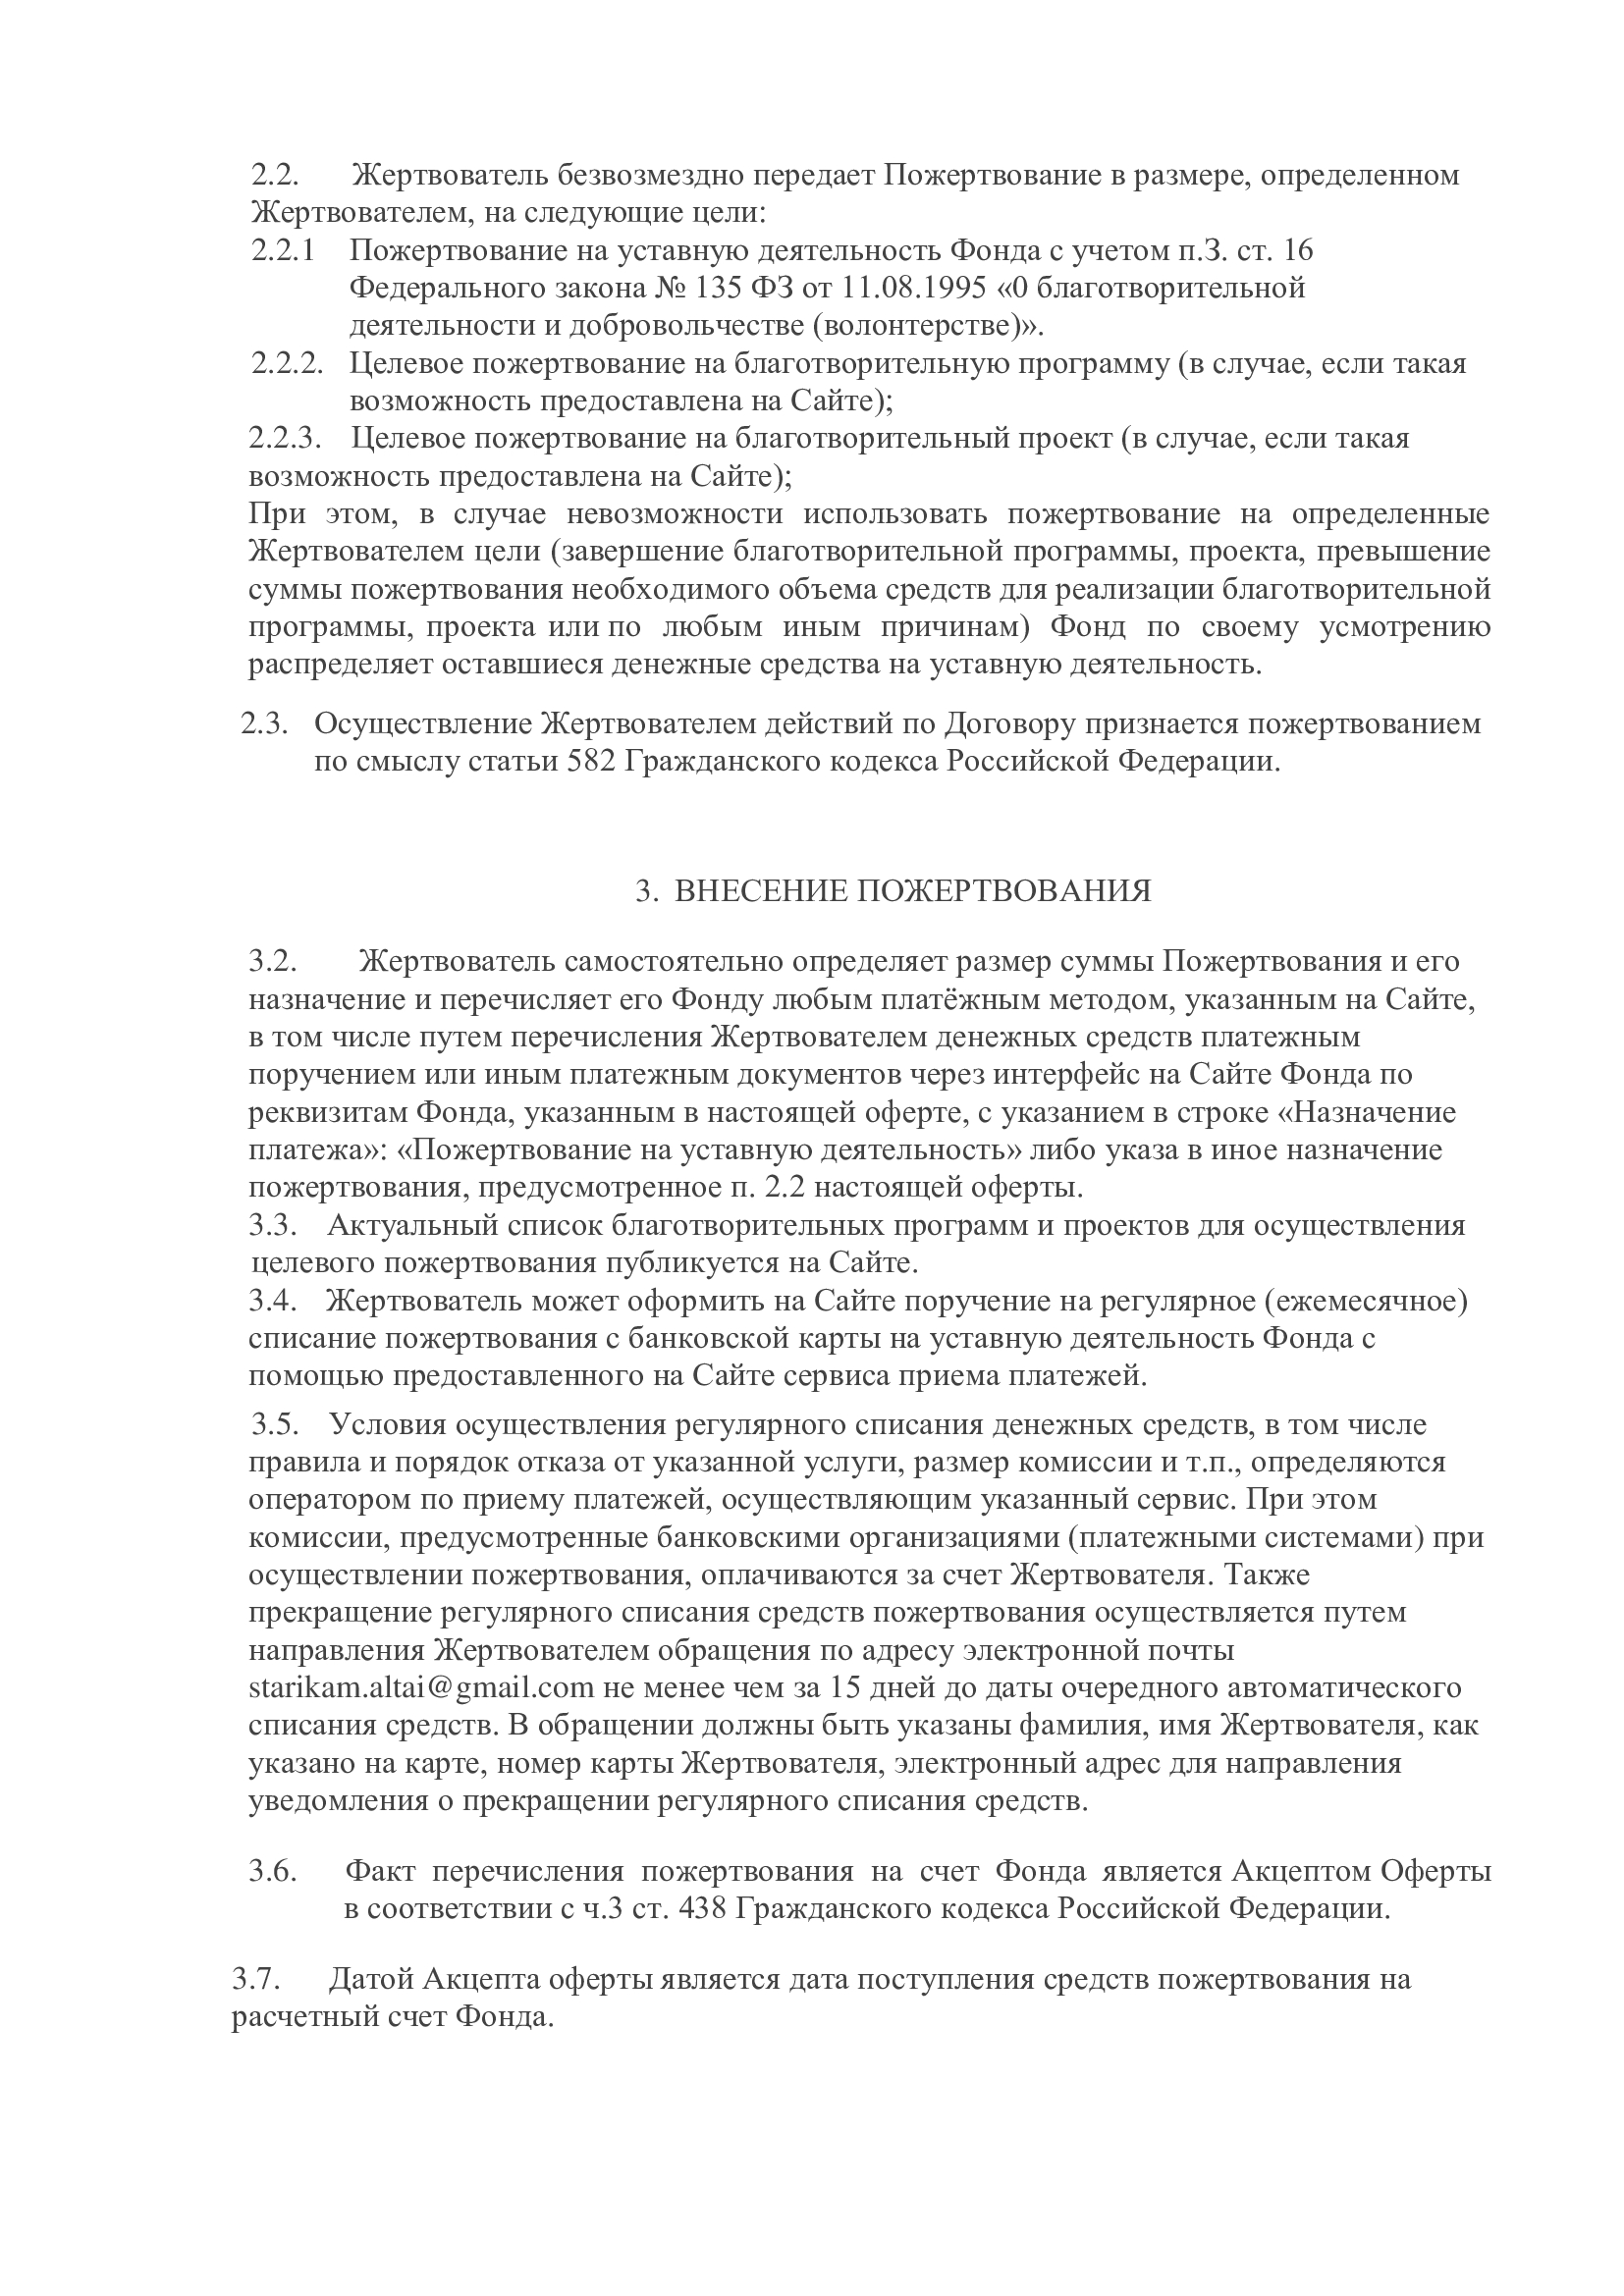 2.2. Жертвователь безвозмездно передает Пожертвование в размере, определенном
Жертвователем, на следующие цели:
2.2.1 Пожертвование на уставную деятельность Фонда с учетом п.З. ст. 16
Федерального закона № 135 ФЗ от 11.08.1995 «0 благотворительной
деятельности и добровольчестве (волонтерстве)».
2.2.2. Целевое пожертвование на благотворительную программу (в случае, если такая
возможность предоставлена на Сайте);
2.2.3. Целевое пожертвование на благотворительный проект (в случае, если такая
возможность предоставлена на Сайте);
При этом, в случае невозможности использовать пожертвование на определенные
Жертвователем цели (завершение благотворительной программы, проекта, превышение
суммы пожертвования необходимого объема средств для реализации благотворительной
программы, проекта или по любым иным причинам) Фонд по своему усмотрению
распределяет оставшиеся денежные средства на уставную деятельность.
2.3. Осуществление Жертвователем действий по Договору признается пожертвованием
по смыслу статьи 582 Гражданского кодекса Российской Федерации.
3. ВНЕСЕНИЕ ПОЖЕРТВОВАНИЯ
3.2. Жертвователь самостоятельно определяет размер суммы Пожертвования и его
назначение и перечисляет его Фонду любым платёжным методом, указанным на Сайте,
в том числе путем перечисления Жертвователем денежных средств платежным
поручением или иным платежным документов через интерфейс на Сайте Фонда по
реквизитам Фонда, указанным в настоящей оферте, с указанием в строке «Назначение
платежа»: «Пожертвование на уставную деятельность» либо указа в иное назначение
пожертвования, предусмотренное п. 2.2 настоящей оферты.
3.3. Актуальный список благотворительных программ и проектов для осуществления
целевого пожертвования публикуется на Сайте.
3.4. Жертвователь может оформить на Сайте поручение на регулярное (ежемесячное)
списание пожертвования с банковской карты на уставную деятельность Фонда с
помощью предоставленного на Сайте сервиса приема платежей.
3.5. Условия осуществления регулярного списания денежных средств, в том числе
правила и порядок отказа от указанной услуги, размер комиссии и т.п., определяются
оператором по приему платежей, осуществляющим указанный сервис. При этом
комиссии, предусмотренные банковскими организациями (платежными системами) при
осуществлении пожертвования, оплачиваются за счет Жертвователя. Также
прекращение регулярного списания средств пожертвования осуществляется путем
направления Жертвователем обращения по адресу электронной почты
starikam.altai@gmail.com не менее чем за 15 дней до даты очередного автоматического
списания средств. В обращении должны быть указаны фамилия, имя Жертвователя, как
указано на карте, номер карты Жертвователя, электронный адрес для направления
уведомления о прекращении регулярного списания средств.
3.6. Факт перечисления пожертвования на счет Фонда является Акцептом Оферты
в соответствии с ч.3 ст. 438 Гражданского кодекса Российской Федерации.
3.7. Датой Акцепта оферты является дата поступления средств пожертвования на
расчетный счет Фонда.